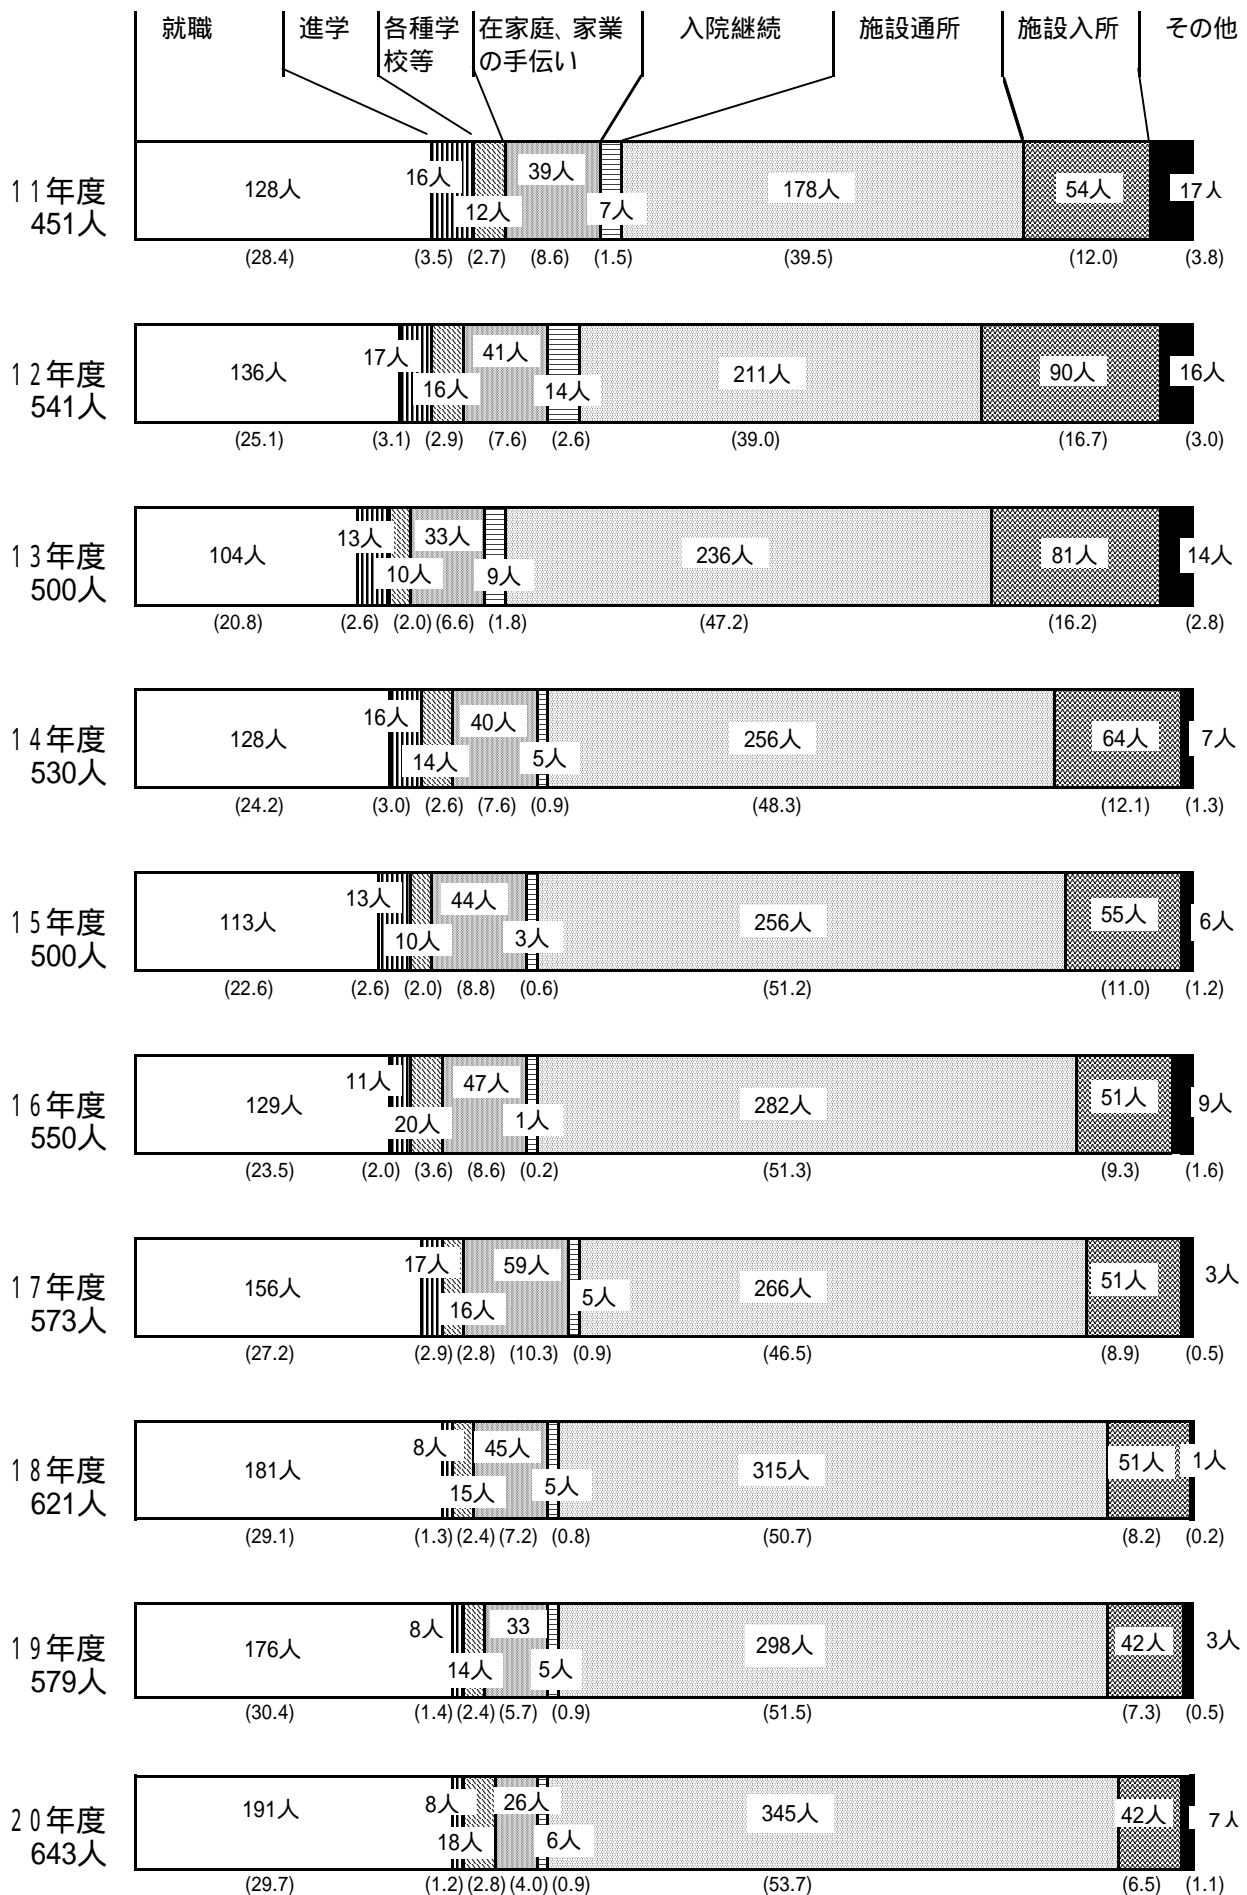 就職 進学 各種学 在家庭、家業 入院継続 施設通所 施設入所 その他
校等 の手伝い
11年度 128人 16人 12人 39人 7人 178人 54人 17人
451人
(28.4) (3.5) (2.7) (8.6) (1.5) (39.5) (12.0) (3.8)
12年度 136人 17人 16人 41人 14人 211人 90人 16人
541人
(25.1) (3.1) (2.9) (7.6) (2.6) (39.0) (16.7) (3.0)
13年度 104人 13人 10人 33人 9人 236人 81人 14人
500人
(20.8) (2.6) (2.0) (6.6) (1.8) (47.2) (16.2) (2.8)
14年度 128人 16人 14人 40人 5人 256人 64人 7人
530人
(24.2) (3.0) (2.6) (7.6) (0.9) (48.3) (12.1) (1.3)
15年度 113人 13人 10人 44人 3人 256人 55人 6人
500人
(22.6) (2.6) (2.0) (8.8) (0.6) (51.2) (11.0) (1.2)
16年度 129人 11人 20人 47人 1人 282人 51人 9人
550人
(23.5) (2.0) (3.6) (8.6) (0.2) (51.3) (9.3) (1.6)
17年度 156人 17人 16人 59人 5人 266人 51人 3人
573人
(27.2) (2.9) (2.8) (10.3) (0.9) (46.5) (8.9) (0.5)
18年度 181人 8人 15人 45人 5人 315人 51人 1人
621人
(29.1) (1.3) (2.4) (7.2) (0.8) (50.7) (8.2) (0.2)
19年度 176人 8人 14人 33 5人 298人 42人 3人
579人
(30.4) (1.4) (2.4) (5.7) (0.9) (51.5) (7.3) (0.5)
20年度 191人 8人 18人 26人 6人 345人 42人 7人
643人
(29.7) (1.2) (2.8) (4.0) (0.9) (53.7) (6.5) (1.1)